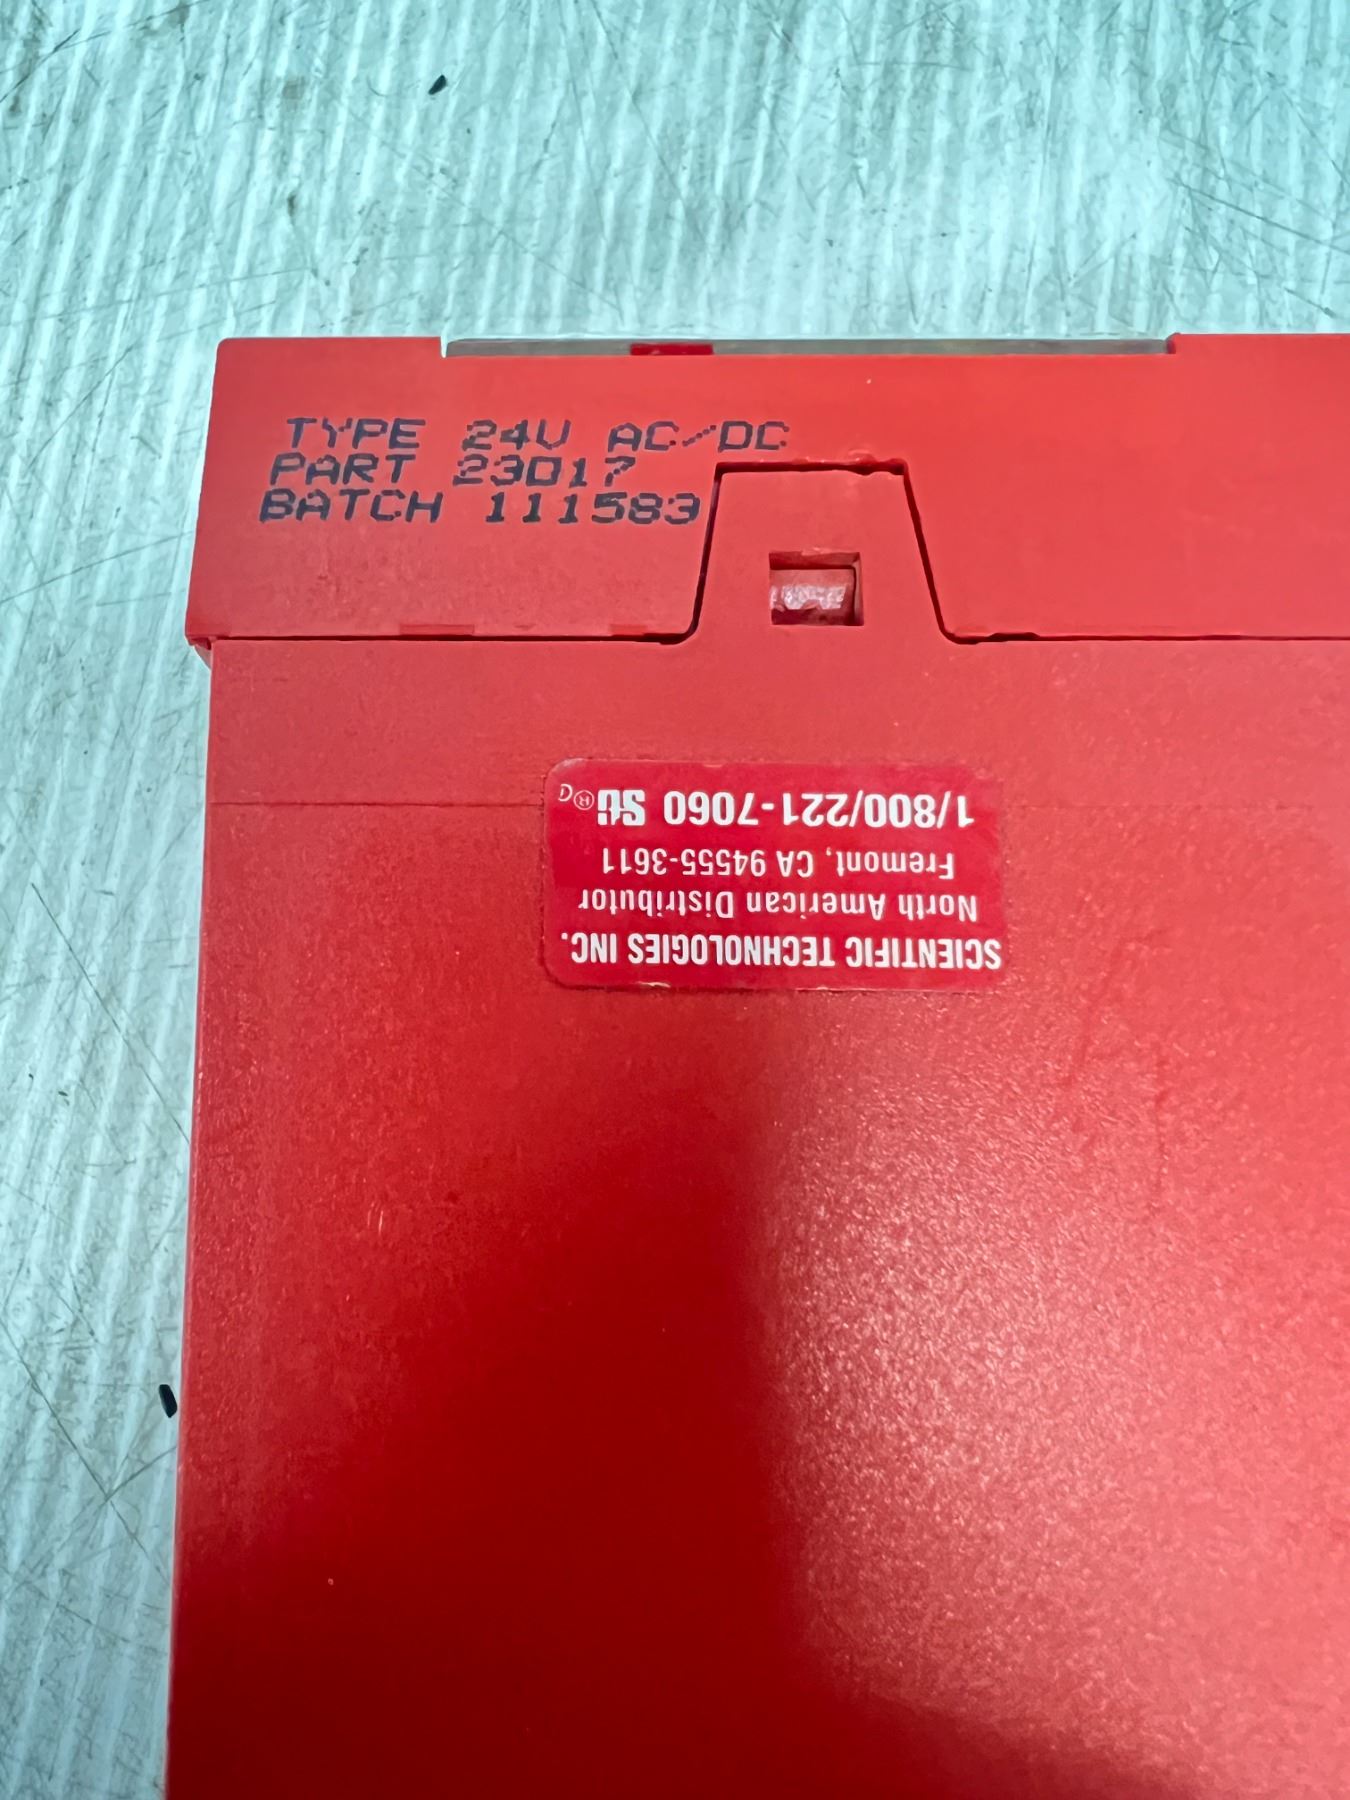 TYPE 24V AC/DC
PART 23017
BATCH 111583
SCIENTIFIC TECHNOLOGIES INC.
North American Distributor
Fremont, CA 94555-3611
1/800/221-7060 Sti ® G